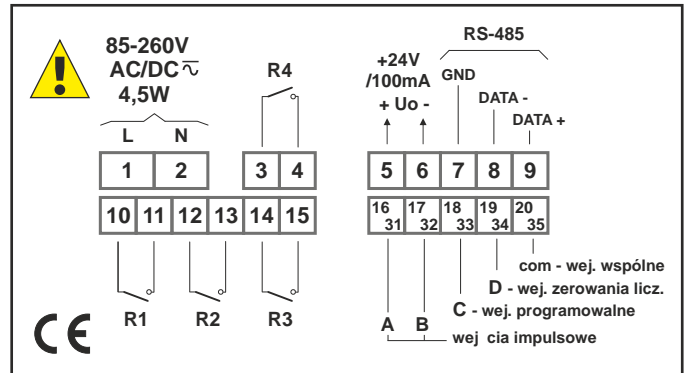 85-260V
AC/DC
4,5W
L N
R4
+24V
/100mA
+ Uo -
RS-485
GND
DATA -
DATA +
1 2 3 4 5 6 7 8 9
10 11 12 13 14 15
16 17 18 19 20
31 32 33 34 35
R1 R2 R3
CE
com - wej. wspólne
D - wej. zerowania licz.
C - wej. programowalne
A B
wej cia impulsowe